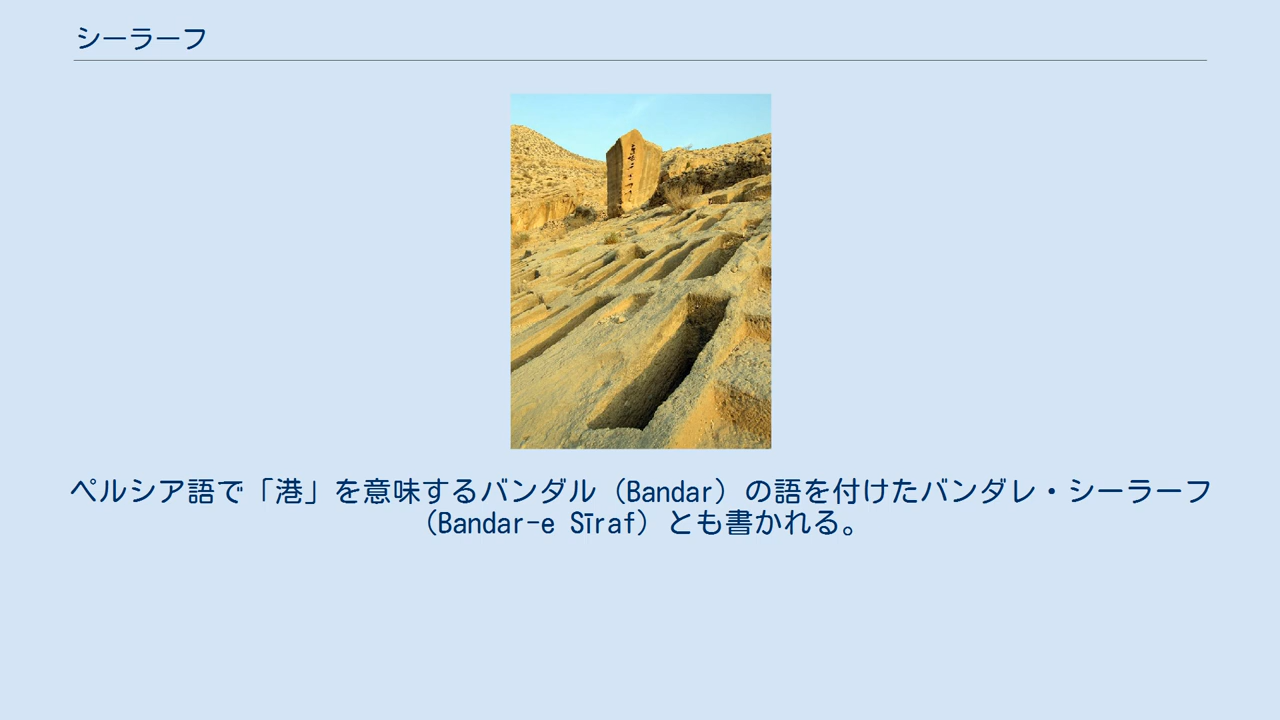 シーラーフ
ペルシア語で「港」を意味するバンダル（Bandar）の語を付けたバンダレ・シーラーフ
（Bandar-e Sīraf）とも書かれる。